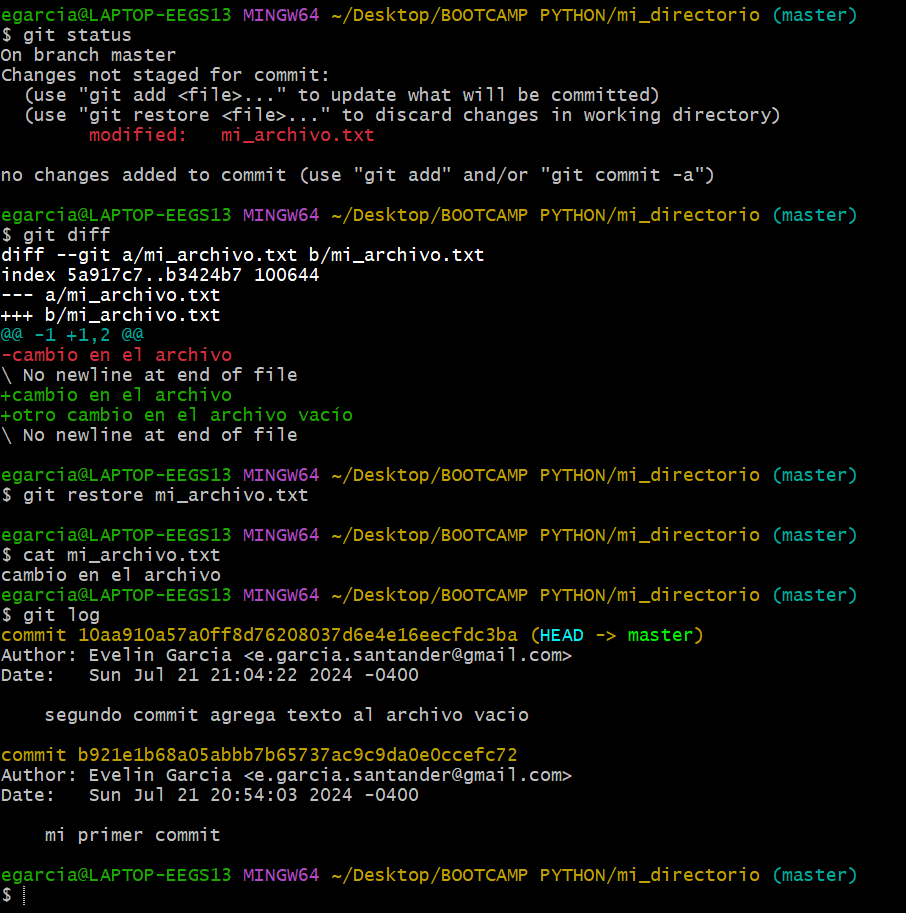 egarcia@LAPTOP-EEGS13 MINGW64 ~/Desktop/BOOTCAMP PYTHON/mi_directorio (master)
$ git status
On branch master
Changes not staged for commit:
  (use "git add <file>..." to update what will be committed)
  (use "git restore <file>..." to discard changes in working directory)
        modified:   mi_archivo.txt

no changes added to commit (use "git add" and/or "git commit -a")

egarcia@LAPTOP-EEGS13 MINGW64 ~/Desktop/BOOTCAMP PYTHON/mi_directorio (master)
$ git diff
diff --git a/mi_archivo.txt b/mi_archivo.txt
index 5a917c7..b3424b7 100644
--- a/mi_archivo.txt
+++ b/mi_archivo.txt
@@ -1 +1,2 @@
-cambio en el archivo
\ No newline at end of file
+cambio en el archivo
+otro cambio en el archivo vacío
\ No newline at end of file

egarcia@LAPTOP-EEGS13 MINGW64 ~/Desktop/BOOTCAMP PYTHON/mi_directorio (master)
$ git restore mi_archivo.txt

egarcia@LAPTOP-EEGS13 MINGW64 ~/Desktop/BOOTCAMP PYTHON/mi_directorio (master)
$ cat mi_archivo.txt
cambio en el archivo
egarcia@LAPTOP-EEGS13 MINGW64 ~/Desktop/BOOTCAMP PYTHON/mi_directorio (master)
$ git log
commit 10aa910a57a0ff8d76208037d6e4e16eecfdc3ba (HEAD -> master)
Author: Evelin Garcia <e.garcia.santander@gmail.com>
Date:   Sun Jul 21 21:04:22 2024 -0400

    segundo commit agrega texto al archivo vacio

commit b921e1b68a05abbb7b65737ac9c9da0e0ccefc72
Author: Evelin Garcia <e.garcia.santander@gmail.com>
Date:   Sun Jul 21 20:54:03 2024 -0400

    mi primer commit

egarcia@LAPTOP-EEGS13 MINGW64 ~/Desktop/BOOTCAMP PYTHON/mi_directorio (master)
$